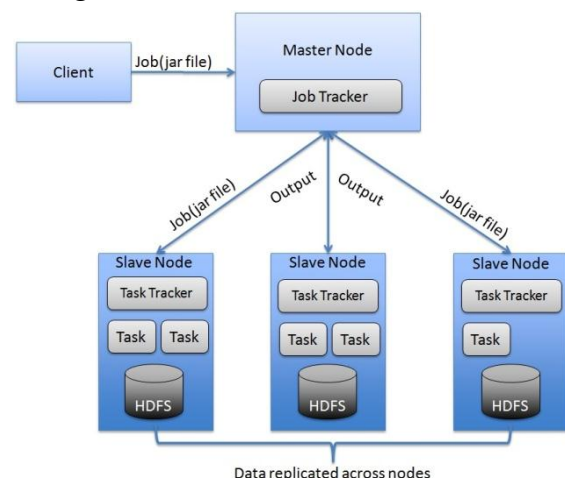 Client
Job(jar file)
Master Node
Job Tracker
Job(jar file)
Output
Output
Job(jar file)
Slave Node
Task Tracker
Task
Task
HDFS
Slave Node
Task Tracker
Task
Task
HDFS
Slave Node
Task Tracker
Task
HDFS
Data replicated across nodes